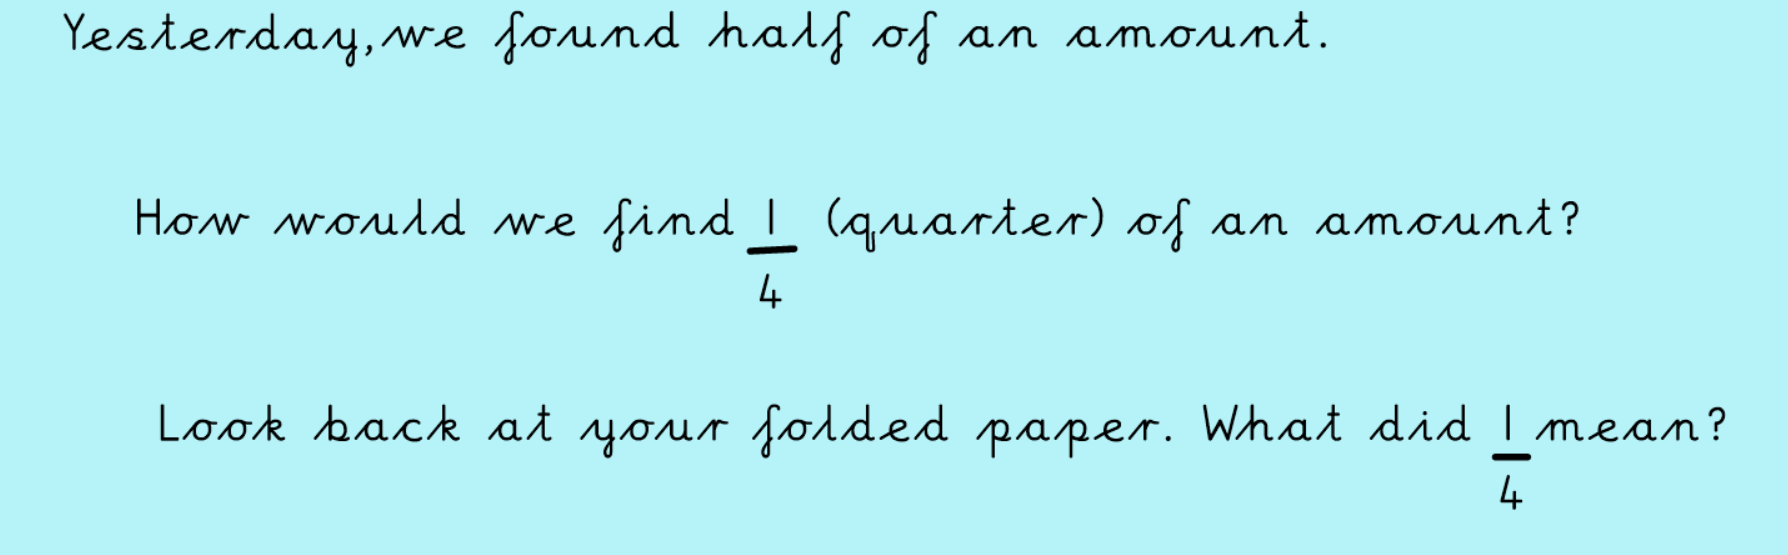 Yesterday, we found half of an amount.
How would we find 1/4 (quarter) of an amount?
Look back at your folded paper. What did 1/4 mean?